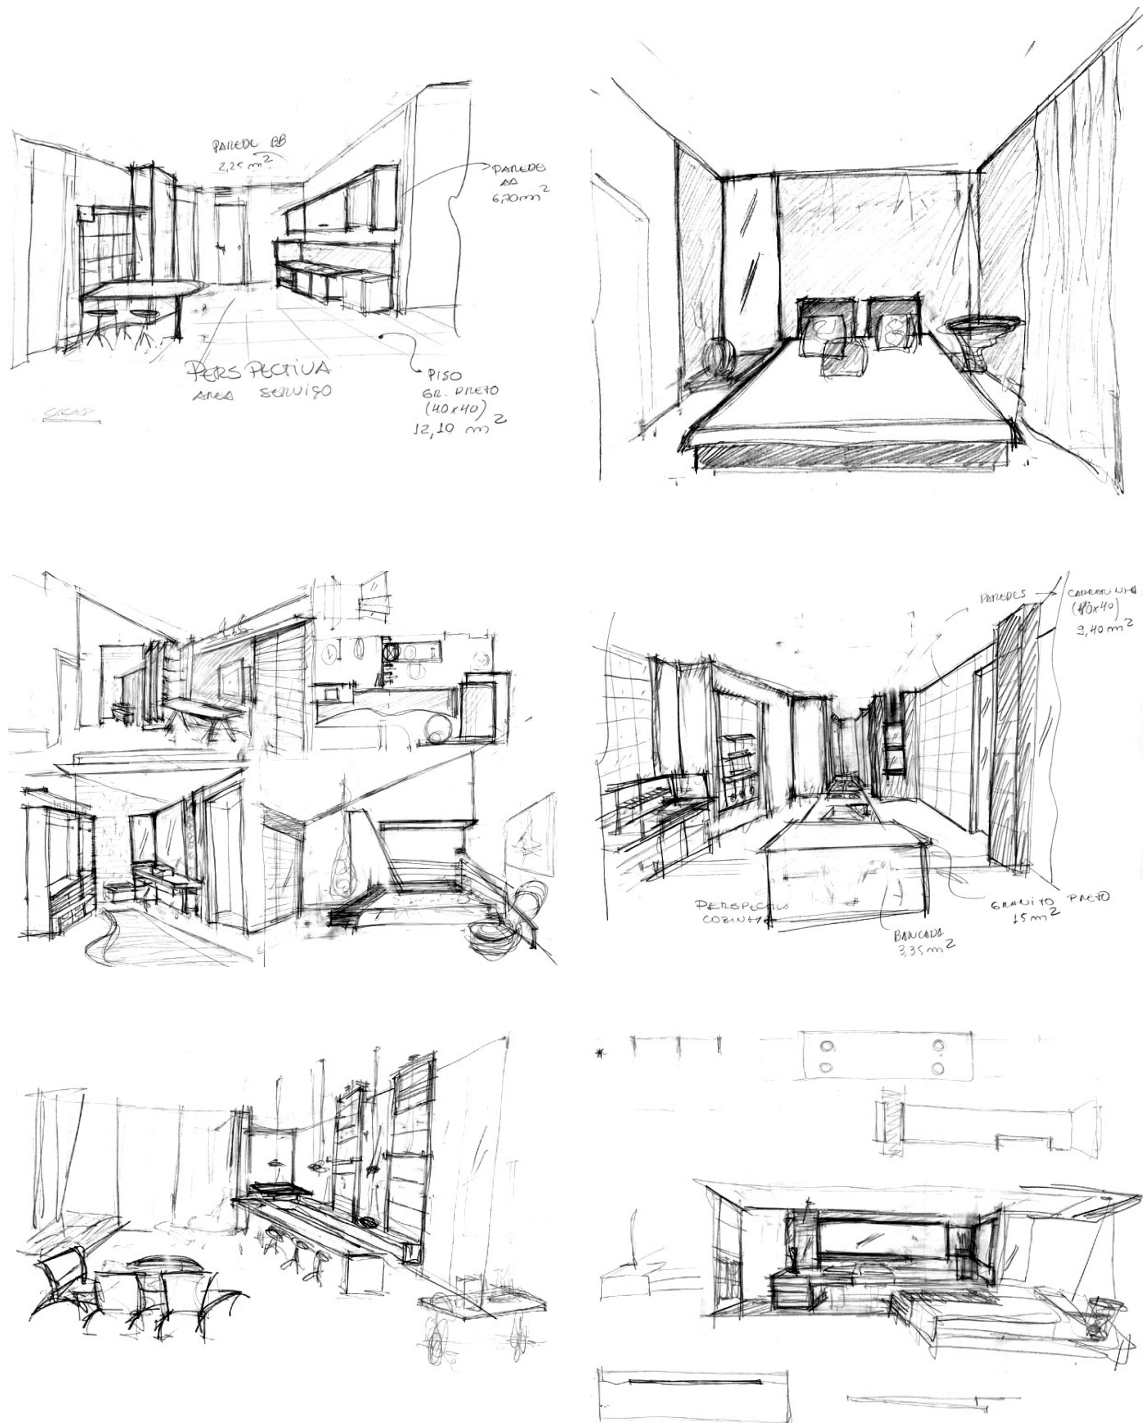 PAREDE BB
2,25 m²
PAREDE
AA
6,70 m²
PERSPECTIVA
AREA SERVIÇO
PISO
GR. PRETO
(40x40)
12,10 m²
PAREDES
(40x40)
9,40 m²
PERSPECTIVA
COZINHA
BANCADA
3,35 m²
GRANITO PRETO
15 m²